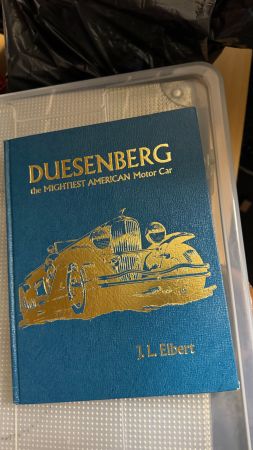 DUESENBERG
the MIGHTIEST AMERICAN Motor Car
J. L. Elbert